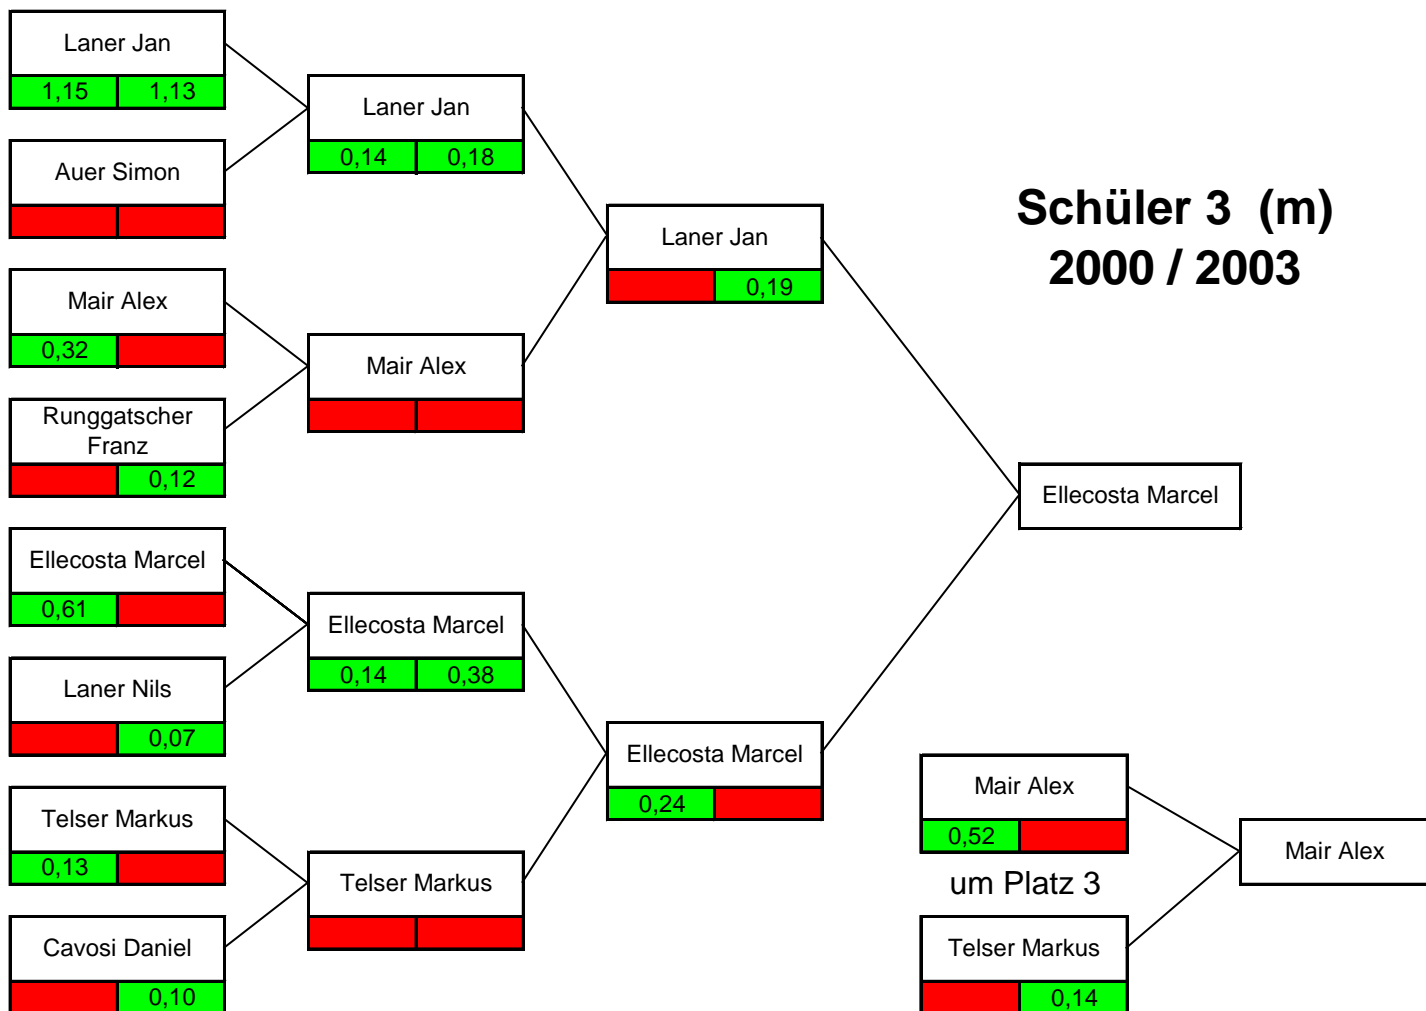 Laner Jan
1,15 1,13
Auer Simon
Mair Alex
0,32
Runggatscher
Franz
0,12
Ellecosta Marcel
0,61
Laner Nils
0,07
Telser Markus
0,13
Cavosi Daniel
0,10
Laner Jan
0,14 0,18
Mair Alex
Ellecosta Marcel
0,14 0,38
Telser Markus
Laner Jan
0,19
Ellecosta Marcel
0,24
Schüler 3 (m)
2000 / 2003
Ellecosta Marcel
Mair Alex
0,52
um Platz 3
Telser Markus
0,14
Mair Alex